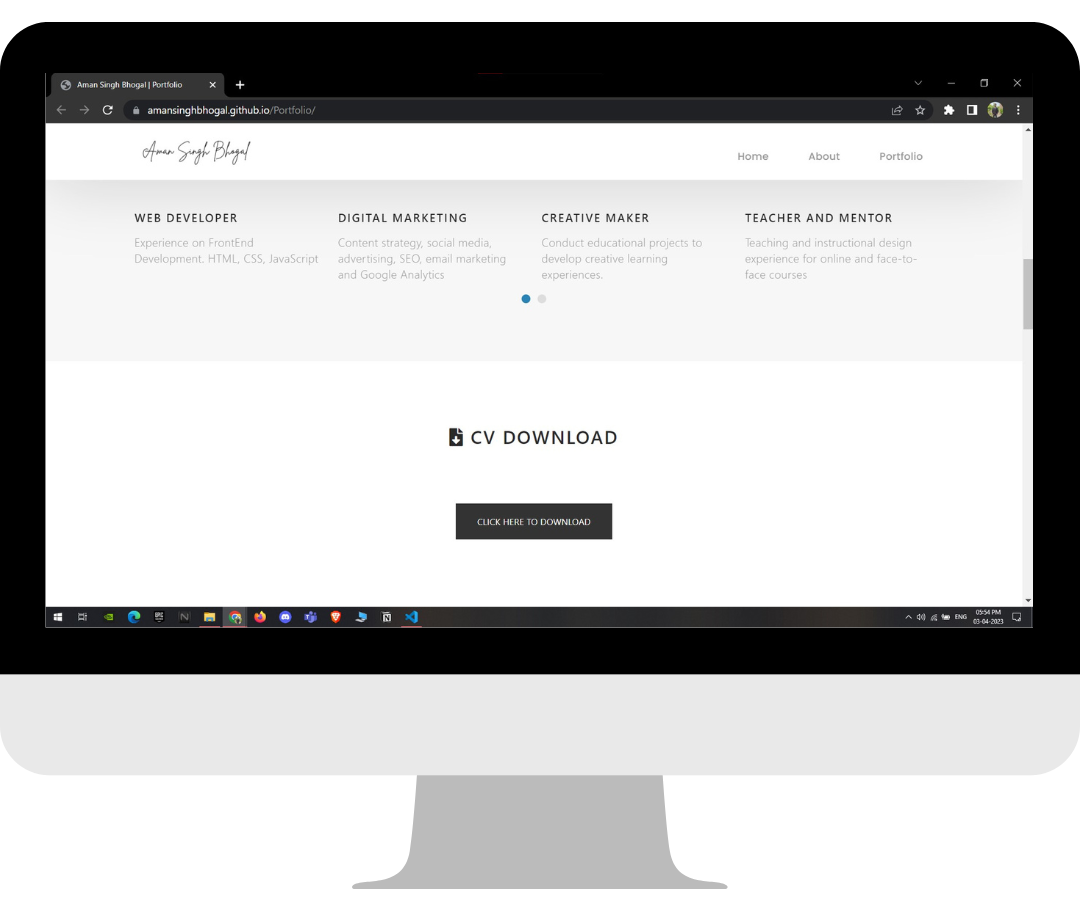 Aman Singh Bhogal | Portfolio
amansinghbhogal.github.io/Portfolio/
Aman Singh Bhogal
Home About Portfolio
WEB DEVELOPER
Experience on FrontEnd
Development. HTML, CSS, JavaScript
DIGITAL MARKETING
Content strategy, social media,
advertising, SEO, email marketing
and Google Analytics
CREATIVE MAKER
Conduct educational projects to
develop creative learning
experiences.
TEACHER AND MENTOR
Teaching and instructional design
experience for online and face-to-
face courses
CV DOWNLOAD
CLICK HERE TO DOWNLOAD
ENG
05:54 PM
03-04-2023